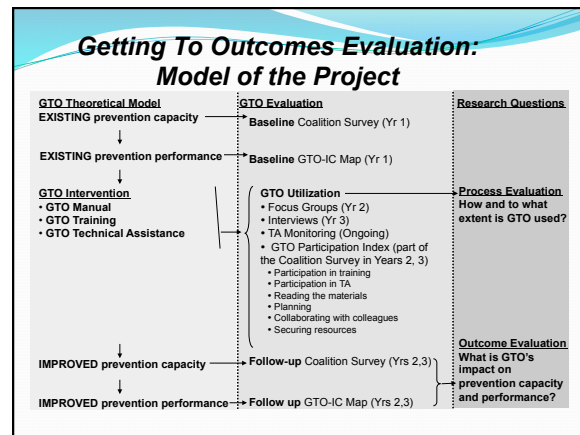 Getting To Outcomes Evaluation:
Model of the Project
GTO Theoretical Model
EXISTING prevention capacity
EXISTING prevention performance
GTO Intervention
• GTO Manual
• GTO Training
• GTO Technical Assistance
IMPROVED prevention capacity
IMPROVED prevention performance
GTO Evaluation
Baseline Coalition Survey (Yr 1)
Baseline GTO-IC Map (Yr 1)
GTO Utilization
• Focus Groups (Yr 2)
• Interviews (Yr 3)
• TA Monitoring (Ongoing)
• GTO Participation Index (part of
the Coalition Survey in Years 2, 3)
• Participation in training
• Participation in TA
• Reading the materials
• Planning
• Collaborating with colleagues
• Securing resources
Follow-up Coalition Survey (Yrs 2,3)
Follow up GTO-IC Map (Yrs 2,3)
Research Questions
Process Evaluation
How and to what
extent is GTO used?
Outcome Evaluation
What is GTO's
impact on
prevention capacity
and performance?